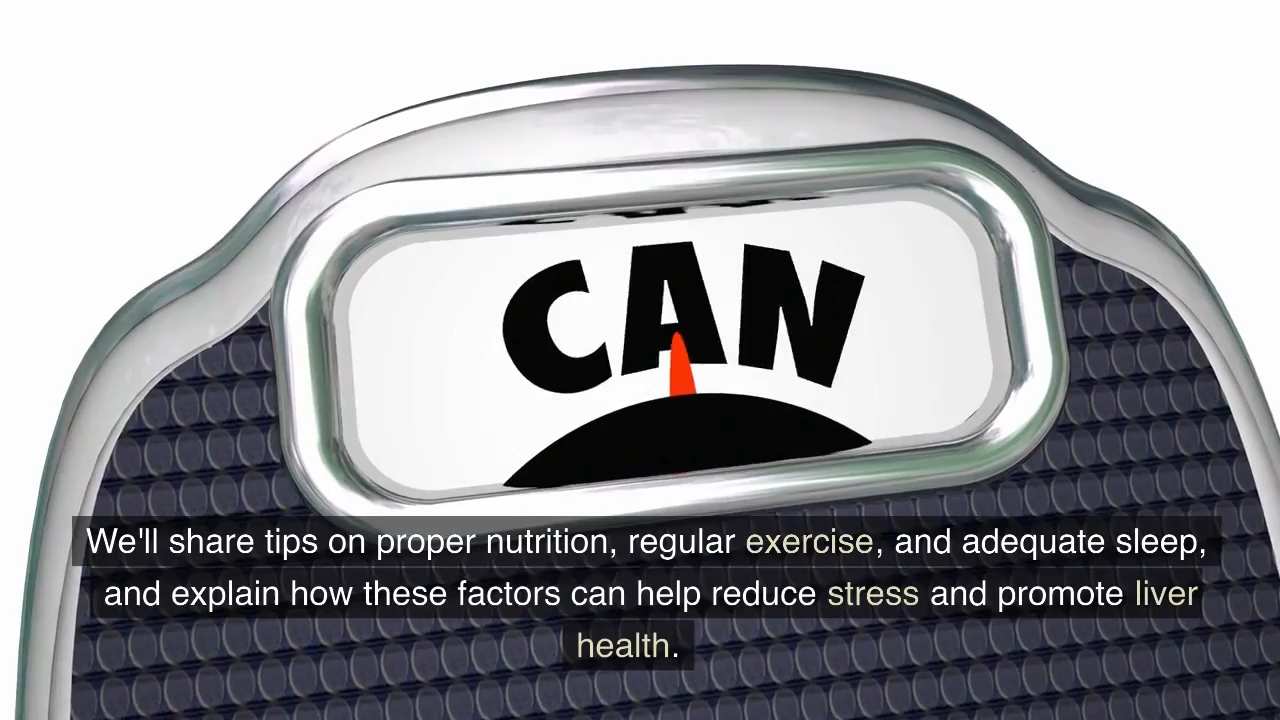 CAN
We'll share tips on proper nutrition, regular exercise, and adequate sleep,
and explain how these factors can help reduce stress and promote liver
health.